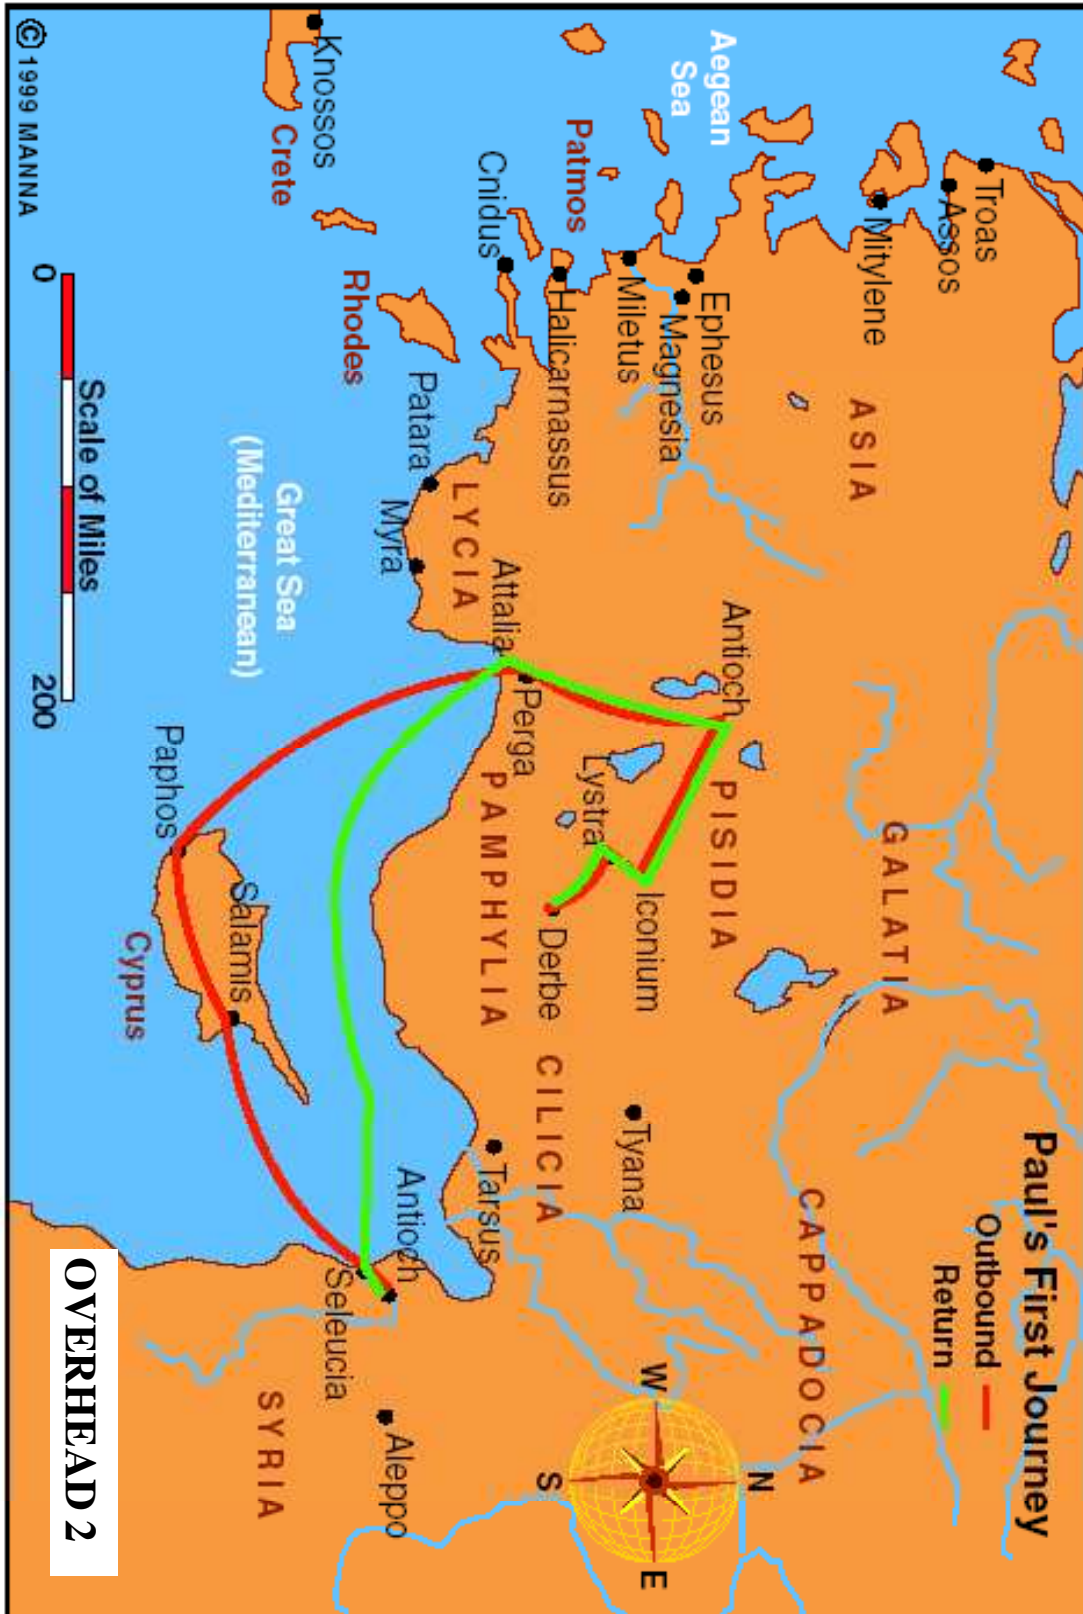 Paul's First Journey
Outbound
Return
Troas
Assos
Mitylene
Aegean
Sea
ASIA
GALATIA
CAPPADOCIA
Ephesus
Magnesia
Miletus
Patmos
Halicarnassus
Cnidus
Antioch
PISIDIA
Iconium
Lystra
Derbe
Tyana
CILICIA
Tarsus
LYCIA
Attalia
Perga
PAMPHYLIA
Patara
Myra
Rhodes
Knossos
Crete
Great Sea
(Mediterranean)
Paphos
Salamis
Cyprus
Antioch
Seleucia
Aleppo
SYRIA
N
W
E
S
Scale of Miles
0
200
© 1999 MANNA
OVERHEAD 2